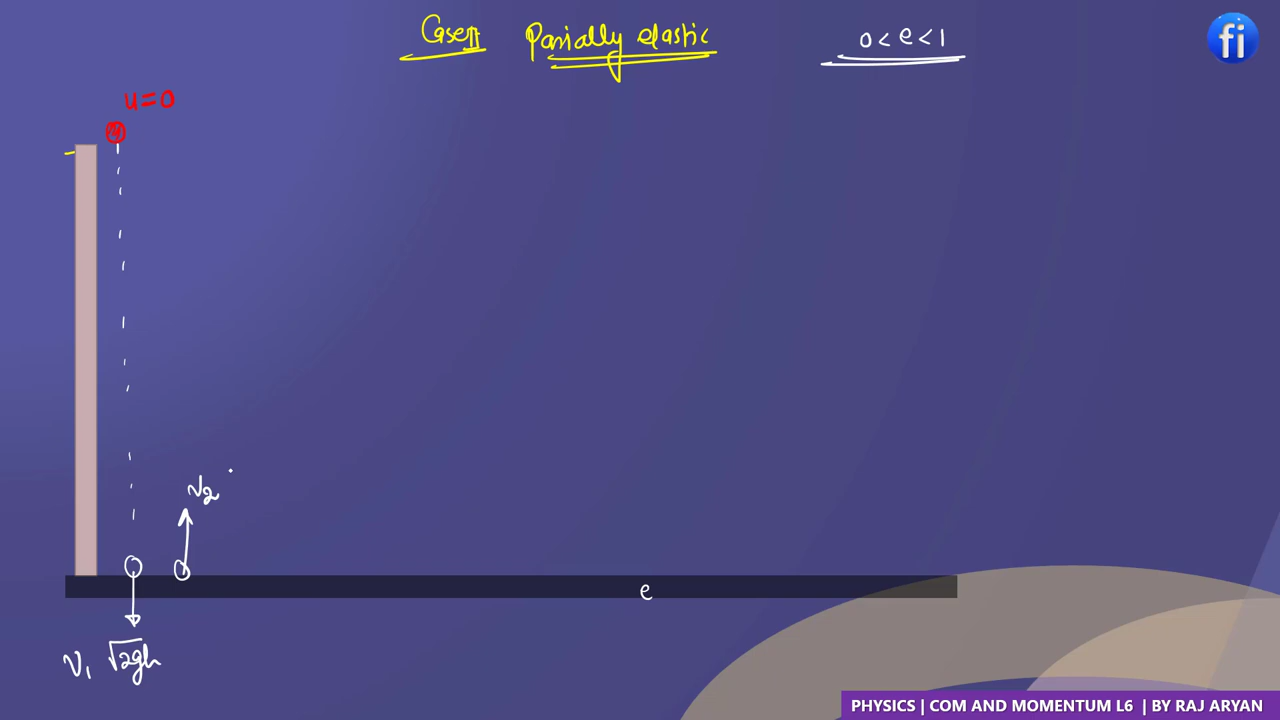 Case II Partially elastic 0 < e < 1
fi
u = 0
M
v₂
e
v₁ √2gh
PHYSICS | COM AND MOMENTUM L6 | BY RAJ ARYAN